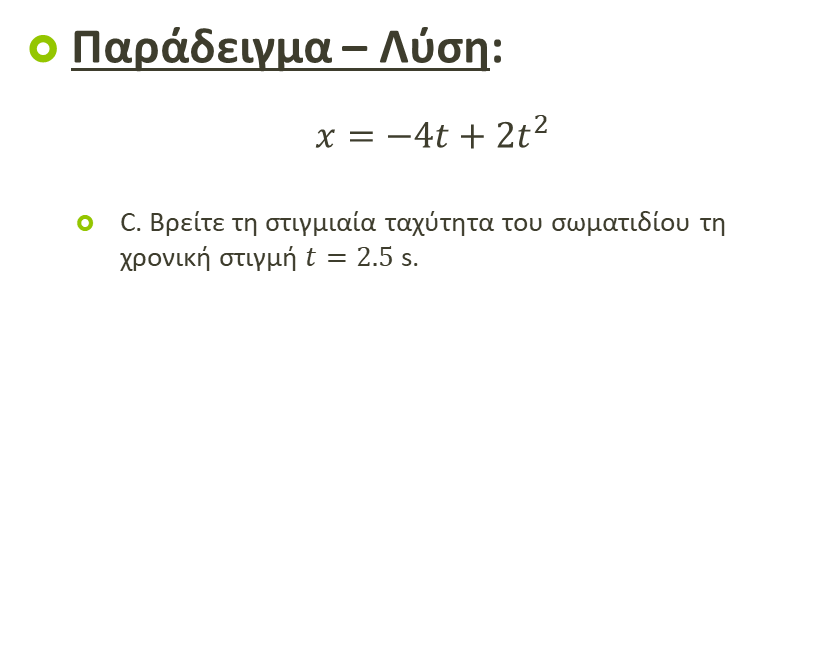 Παράδειγμα – Λύση:
x = −4t + 2t²
C. Βρείτε τη στιγμιαία ταχύτητα του σωματιδίου τη
χρονική στιγμή t = 2.5 s.